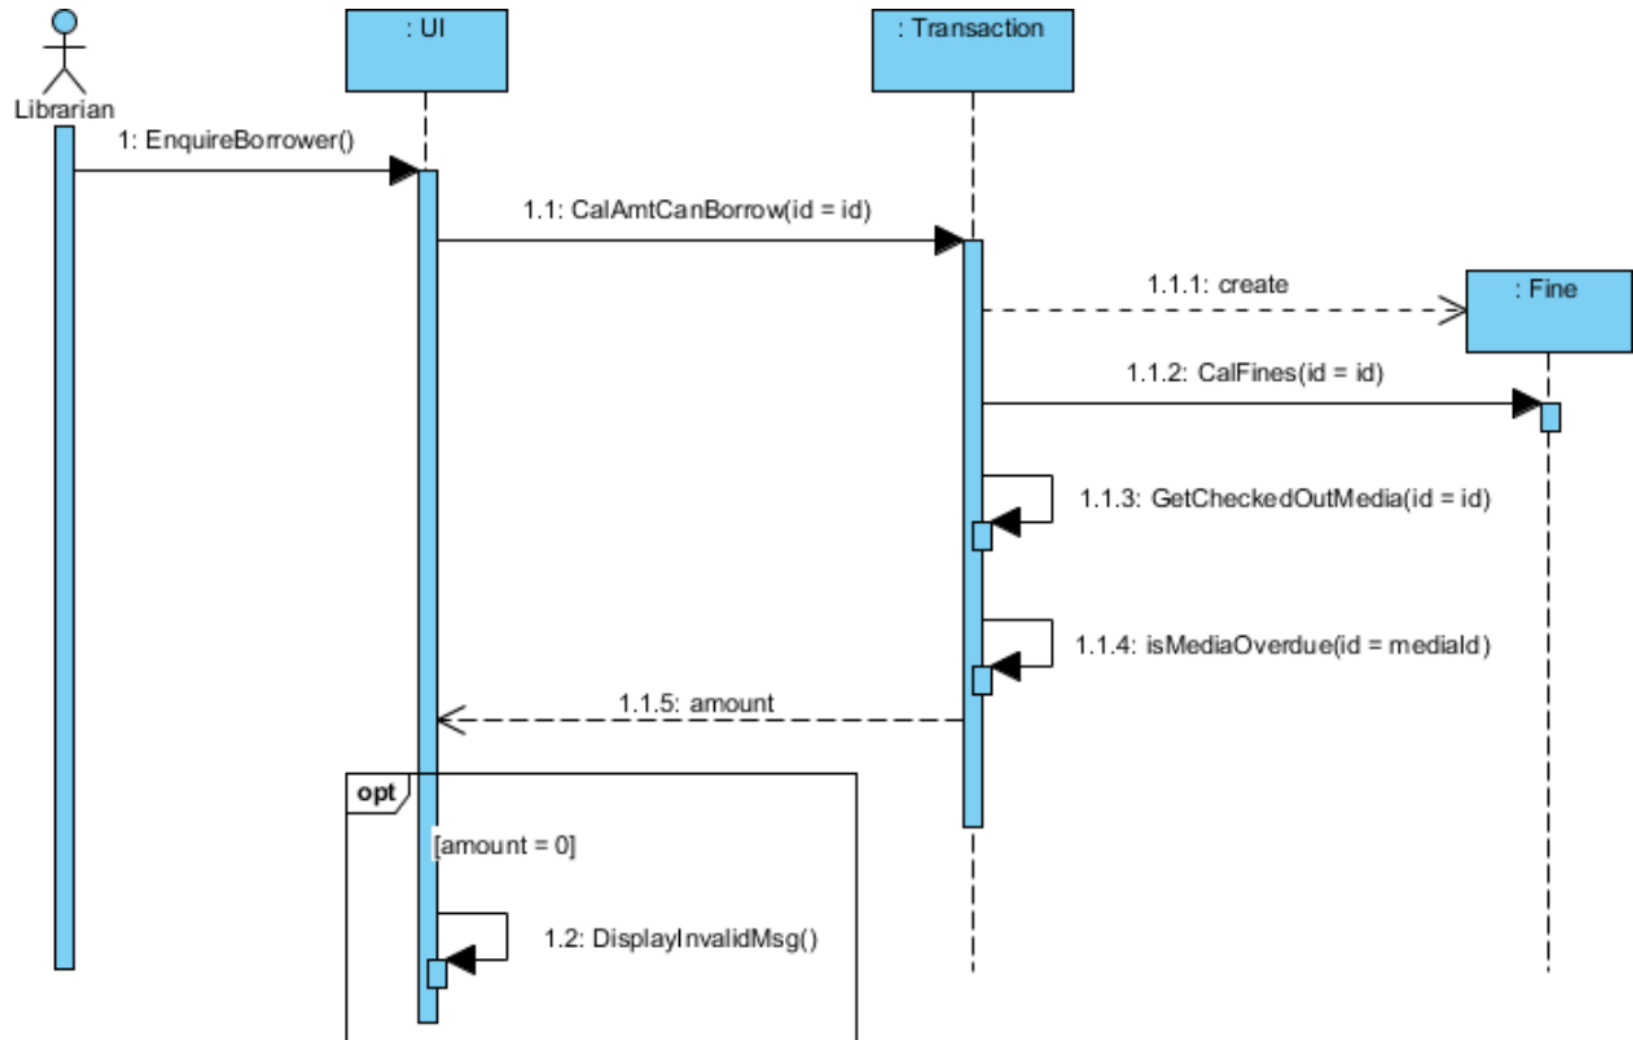 : UI
: Transaction
Librarian
1: EnquireBorrower()
1.1: CalAmtCanBorrow(id = id)
1.1.1: create
: Fine
1.1.2: CalFines(id = id)
1.1.3: GetCheckedOutMedia(id = id)
1.1.4: isMediaOverdue(id = mediaId)
1.1.5: amount
opt
[amount = 0]
1.2: DisplayInvalidMsg()